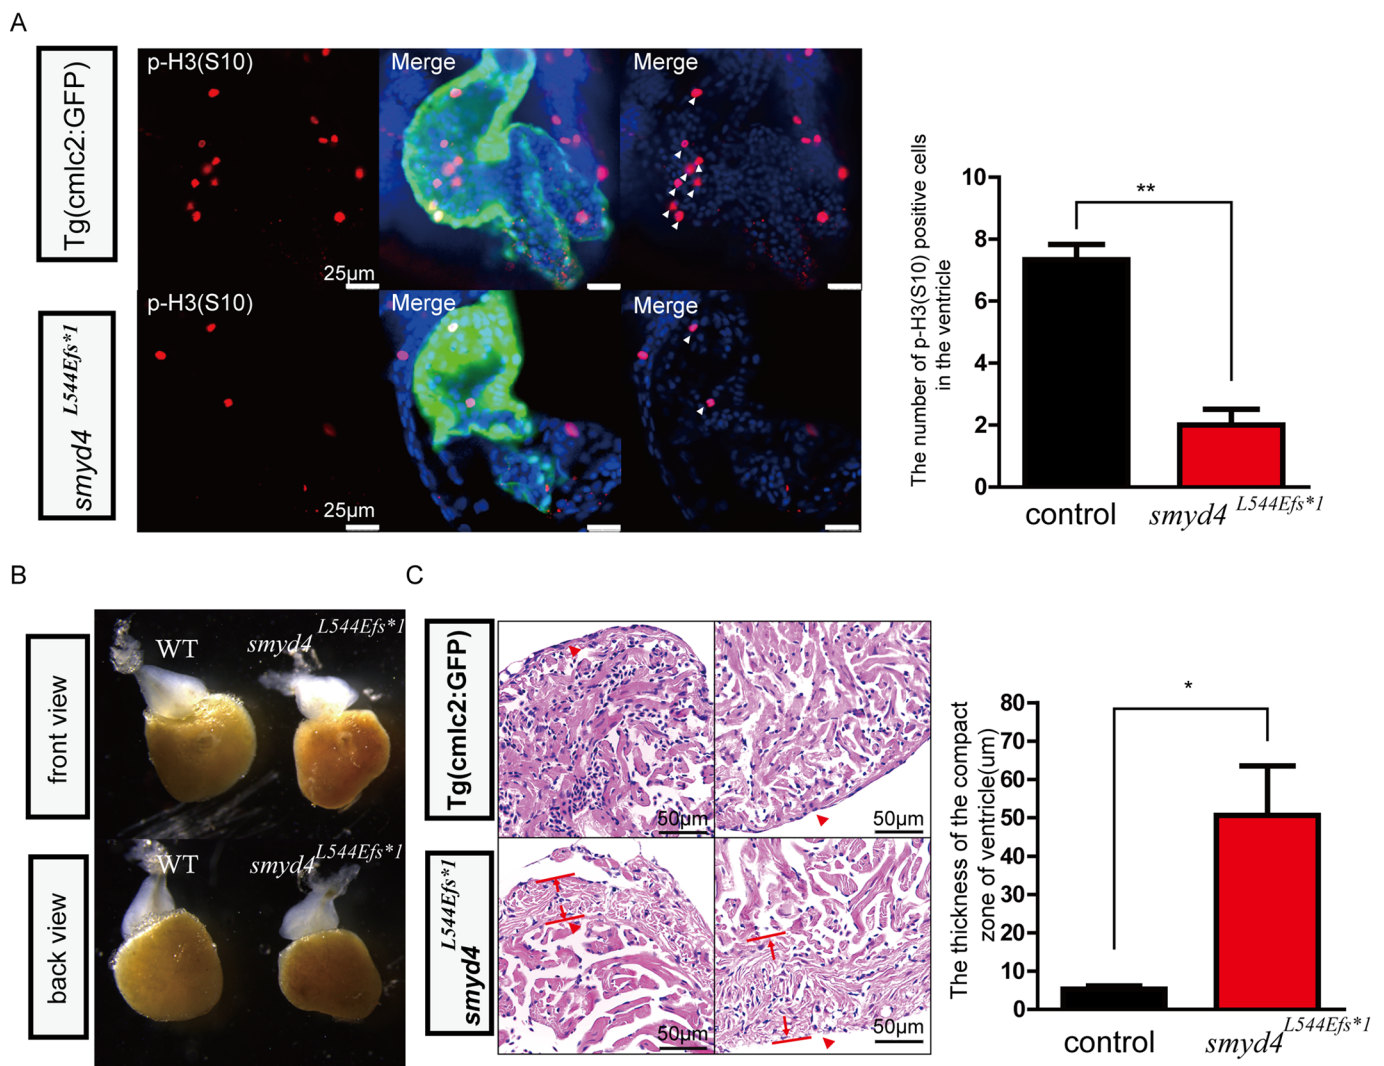 A
Tg(cmlc2:GFP)
p-H3(S10)
Merge
Merge
25μm
smyd4 L544Efs*1
p-H3(S10)
Merge
Merge
25μm
The number of p-H3(S10) positive cells
in the ventricle
10
8
6
4
2
0
**
control
smyd4 L544Efs*1
B
front view
WT
smyd4 L544Efs*1
back view
WT
smyd4 L544Efs*1
C
Tg(cmlc2:GFP)
50μm
50μm
smyd4 L544Efs*1
50μm
50μm
The thickness of the compact
zone of ventricle(um)
80
70
60
50
40
30
20
10
0
*
control
smyd4 L544Efs*1